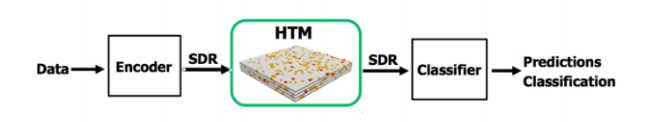 HTM
Data
Encoder
SDR
SDR
Classifier
Predictions
Classification